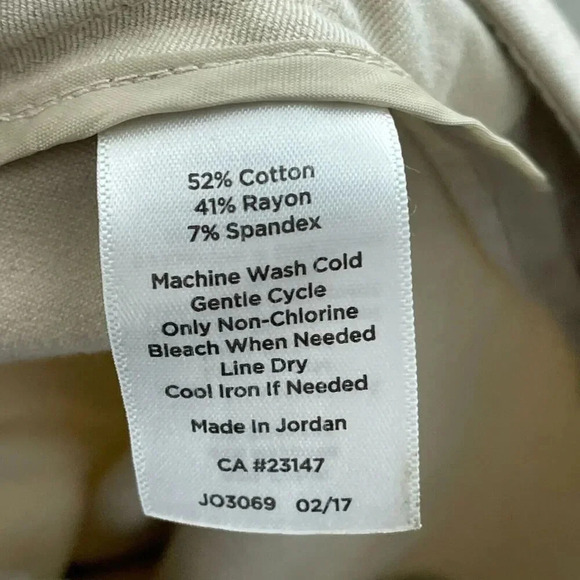 52% Cotton
41% Rayon
7% Spandex
Machine Wash Cold
Gentle Cycle
Only Non-Chlorine
Bleach When Needed
Line Dry
Cool Iron If Needed
Made In Jordan
CA #23147
JO3069 02/17